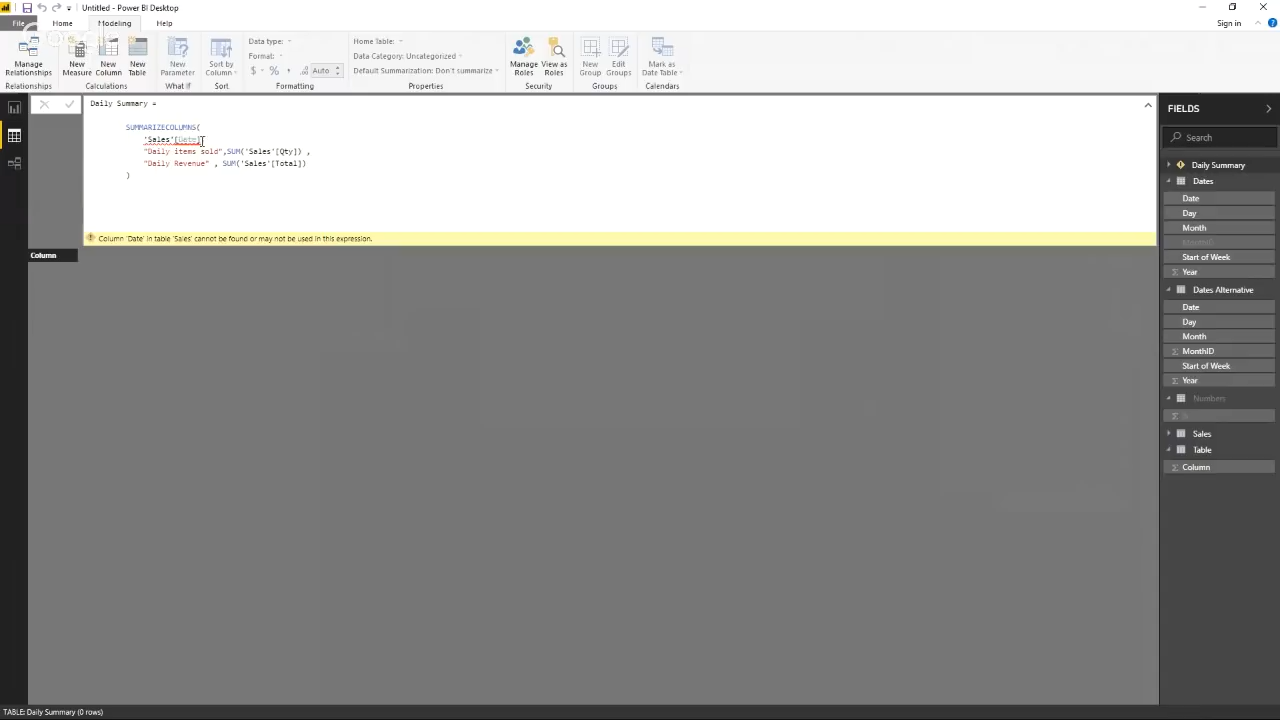 Untitled - Power BI Desktop
File Home Modeling Help
Sign in
Manage Relationships
New Measure
New Column
New Table
New Parameter
Sort by Column
Data type:
Format:
$ % , .00 Auto
Home Table:
Data Category: Uncategorized
Default Summarization: Don't summarize
Manage Roles
View as Roles
New Group
Edit Groups
Mark as Date Table
Relationships Calculations What If Sort Formatting Properties Security Groups Calendars
Daily Summary =
SUMMARIZECOLUMNS(
'Sales'[Date]
"Daily items sold",SUM('Sales'[Qty]) ,
"Daily Revenue" , SUM('Sales'[Total])
)
Column 'Date' in table 'Sales' cannot be found or may not be used in this expression.
Column
FIELDS
Search
Daily Summary
Dates
Date
Day
Month
MonthID
Start of Week
Year
Dates Alternative
Date
Day
Month
MonthID
Start of Week
Year
Numbers
Sales
Table
Column
TABLE: Daily Summary (0 rows)